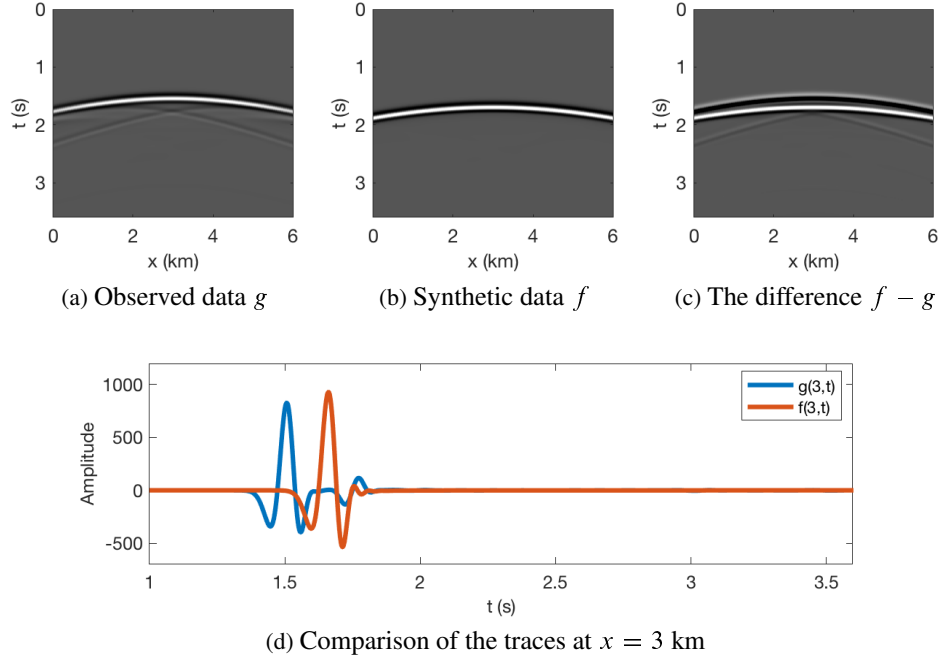 0 0 0
1 1 1
t (s) t (s) t (s)
2 2 2
3 3 3
0 2 4 6 0 2 4 6 0 2 4 6
x (km) x (km) x (km)
(a) Observed data g (b) Synthetic data f (c) The difference f − g
1000
500
0
-500
Amplitude
g(3,t)
f(3,t)
1 1.5 2 2.5 3 3.5
t (s)
(d) Comparison of the traces at x = 3 km